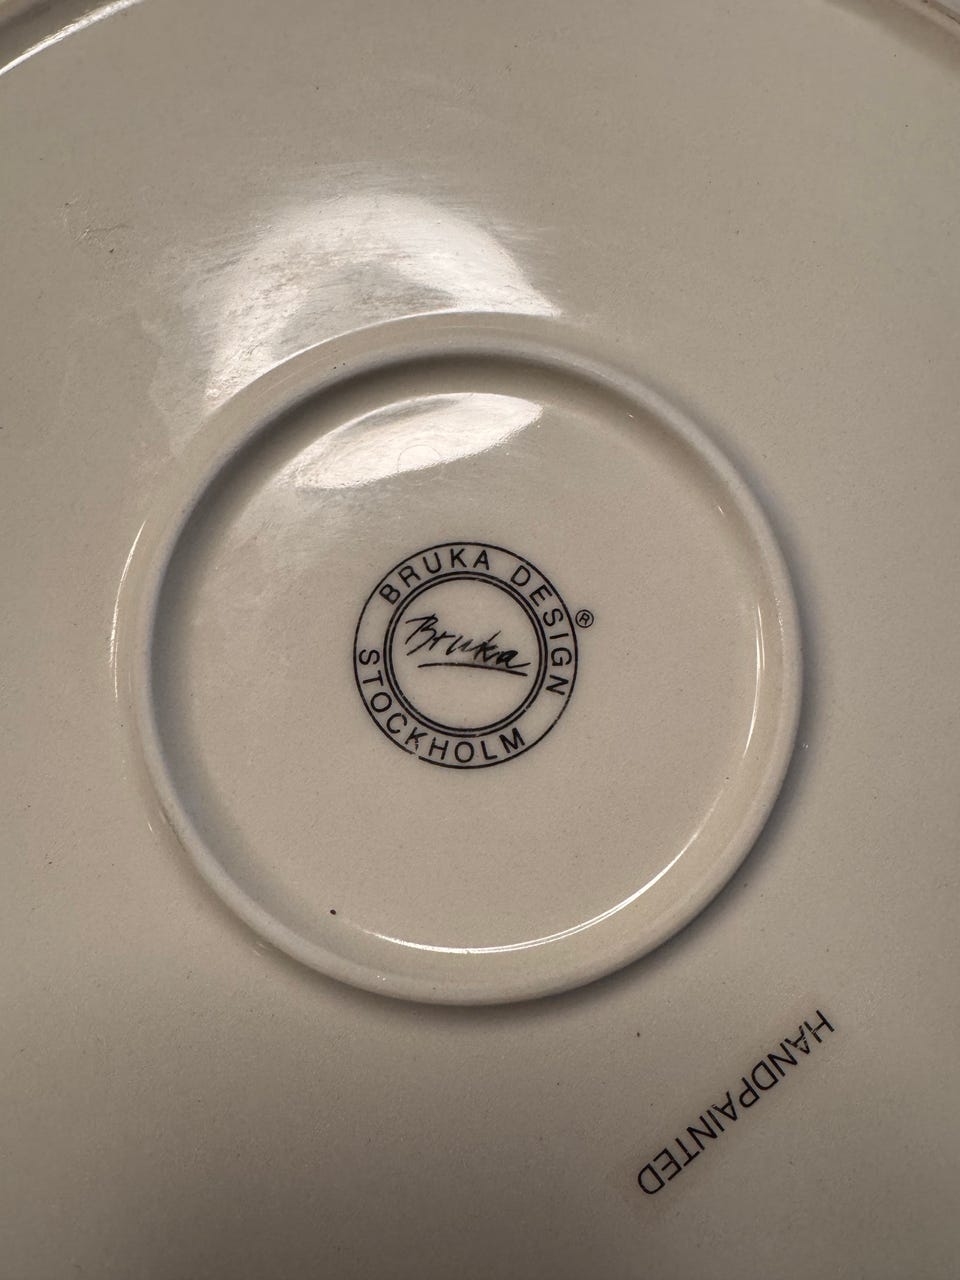 BRUKA DESIGN
®
Bruka
STOCKHOLM
HANDPAINTED